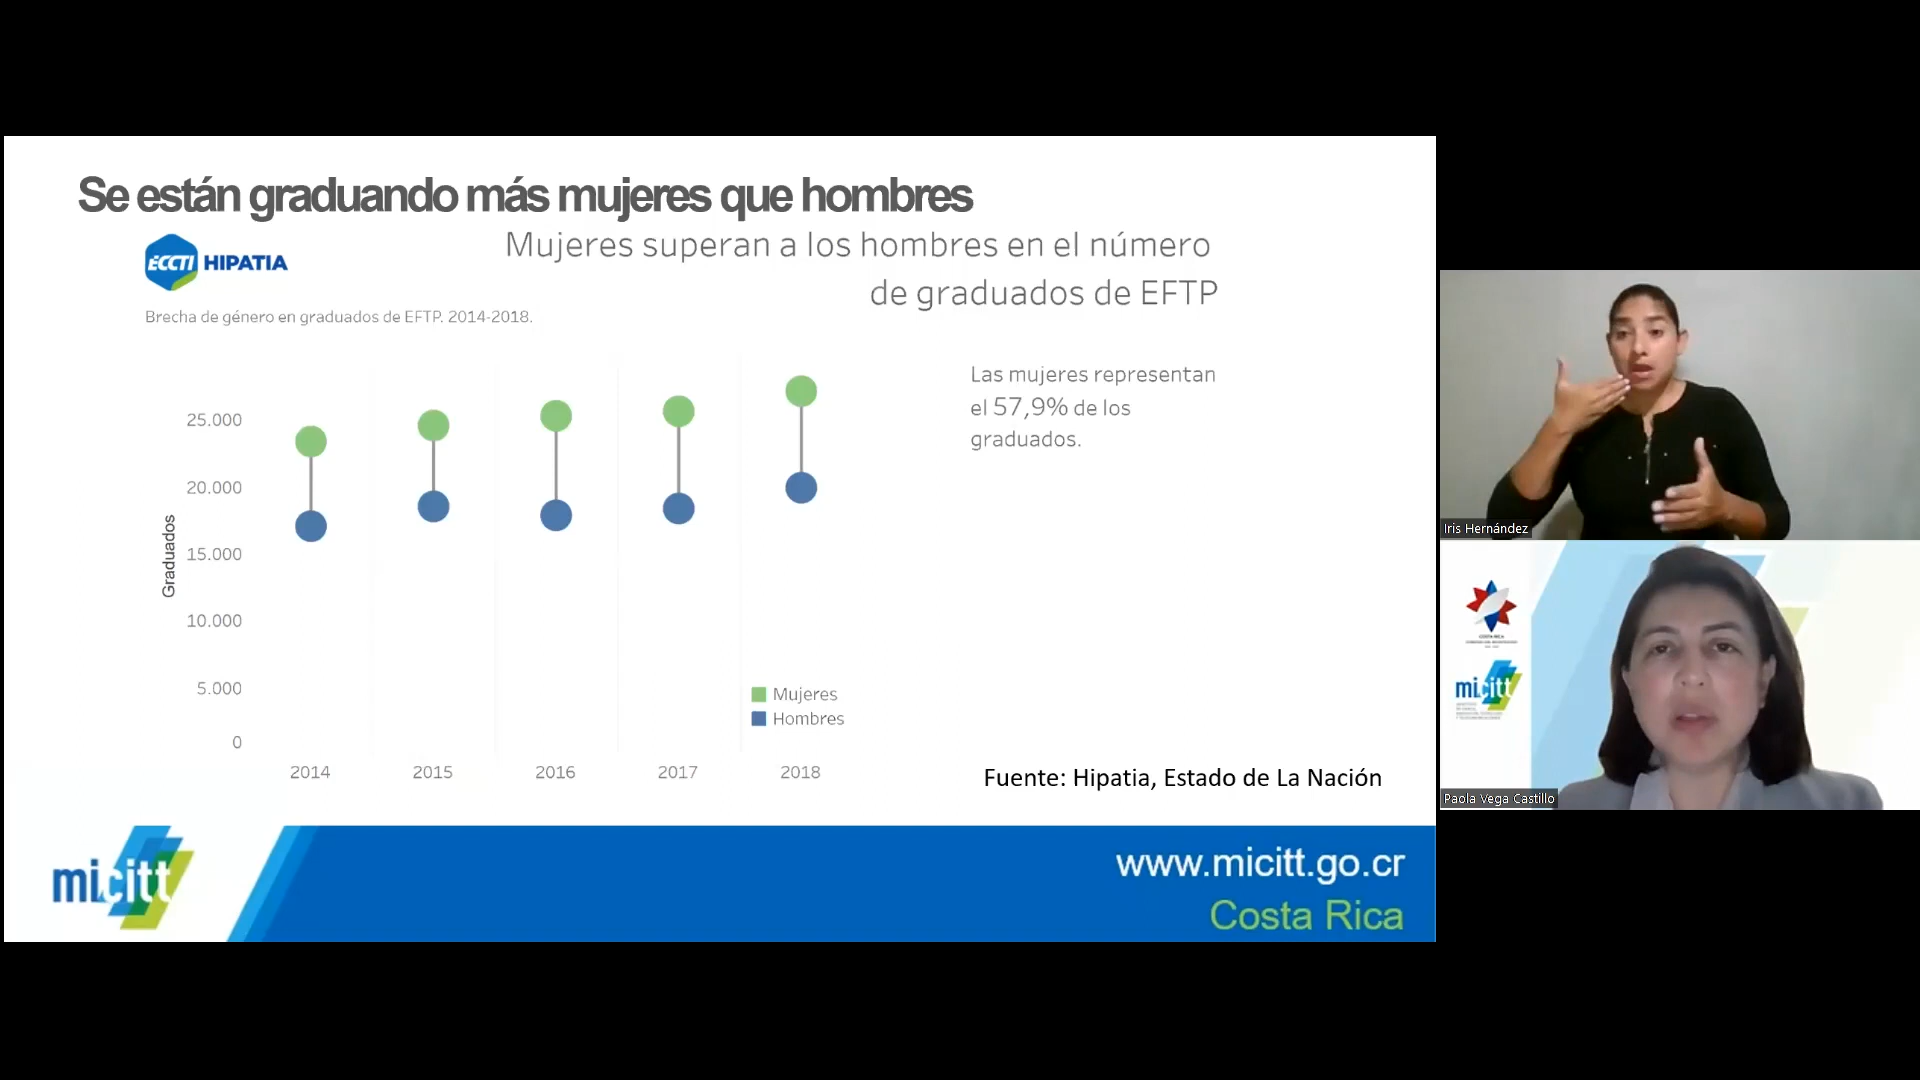 Se están graduando más mujeres que hombres
ECCTI HIPATIA
Mujeres superan a los hombres en el número
de graduados de EFTP
Brecha de género en graduados de EFTP. 2014-2018.
Las mujeres representan
el 57,9% de los
graduados.
Graduados
25.000
20.000
15.000
10.000
5.000
0
2014 2015 2016 2017 2018
Mujeres
Hombres
Fuente: Hipatia, Estado de La Nación
micitt
www.micitt.go.cr
Costa Rica
Iris Hernández
COSTA RICA
micitt
Paola Vega Castillo